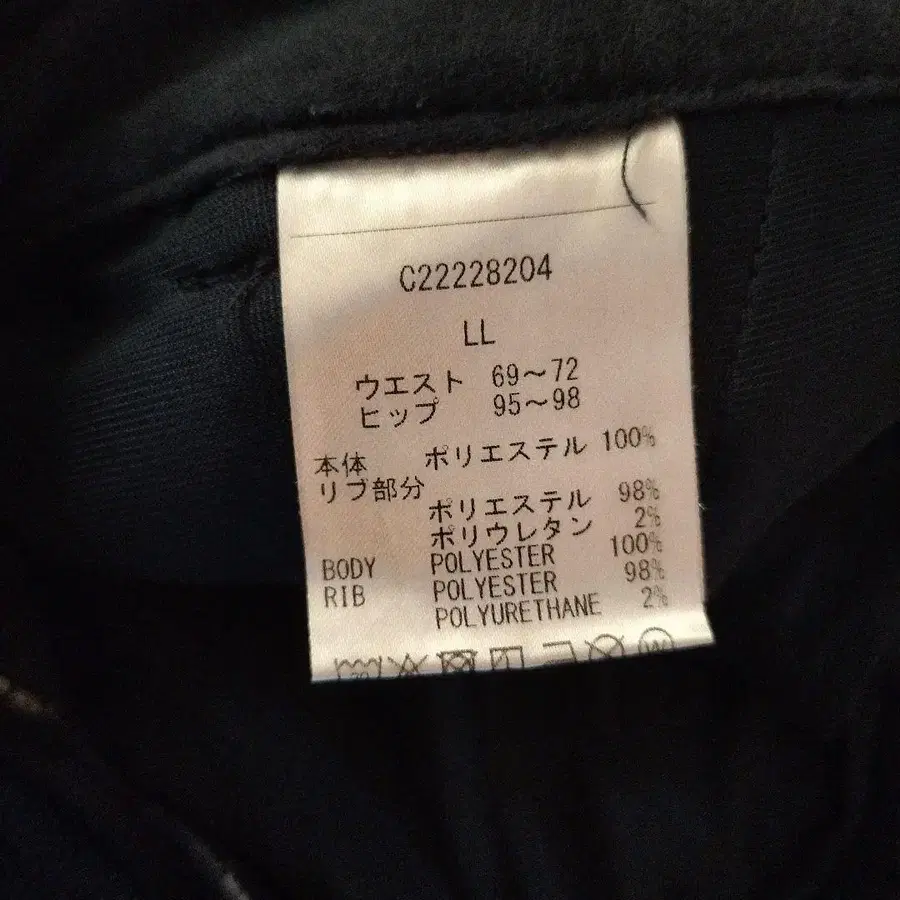 C22228204
LL
ウエスト 69～72
ヒップ 95～98
本体 ポリエステル 100%
リブ部分
ポリエステル 98%
ポリウレタン 2%
BODY POLYESTER 100%
RIB POLYESTER 98%
POLYURETHANE 2%
W